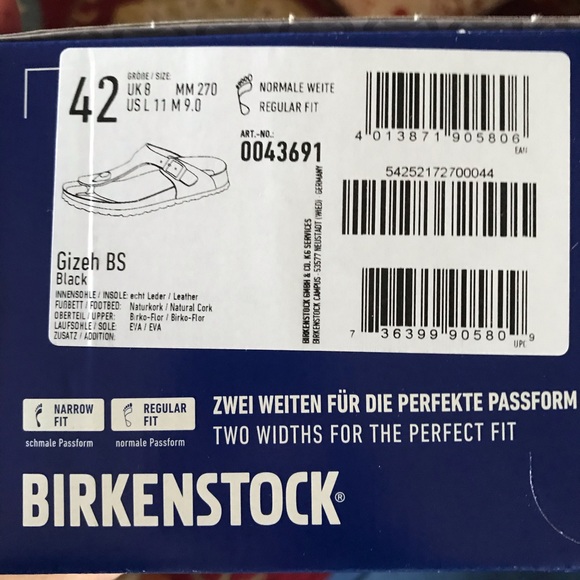 42
GRÖßE / SIZE:
UK 8 MM 270
US L 11 M 9.0
NORMALE WEITE
REGULAR FIT
ART.-NO.:
0043691
4 013871 905806
EAN
54252172700044
7 36399 90580 9
UPC
BIRKENSTOCK GMBH & CO. KG SERVICES
BIRKENSTOCK CAMPUS · 53577 NEUSTADT (WIED) · GERMANY
Gizeh BS
Black
INNENSOHLE / INSOLE: echt Leder / Leather
FUßBETT / FOOTBED: Naturkork / Natural Cork
OBERTEIL / UPPER: Birko-Flor / Birko-Flor
LAUFSOHLE / SOLE: EVA / EVA
ZUSATZ / ADDITION:
NARROW FIT
schmale Passform
REGULAR FIT
normale Passform
ZWEI WEITEN FÜR DIE PERFEKTE PASSFORM
TWO WIDTHS FOR THE PERFECT FIT
BIRKENSTOCK®